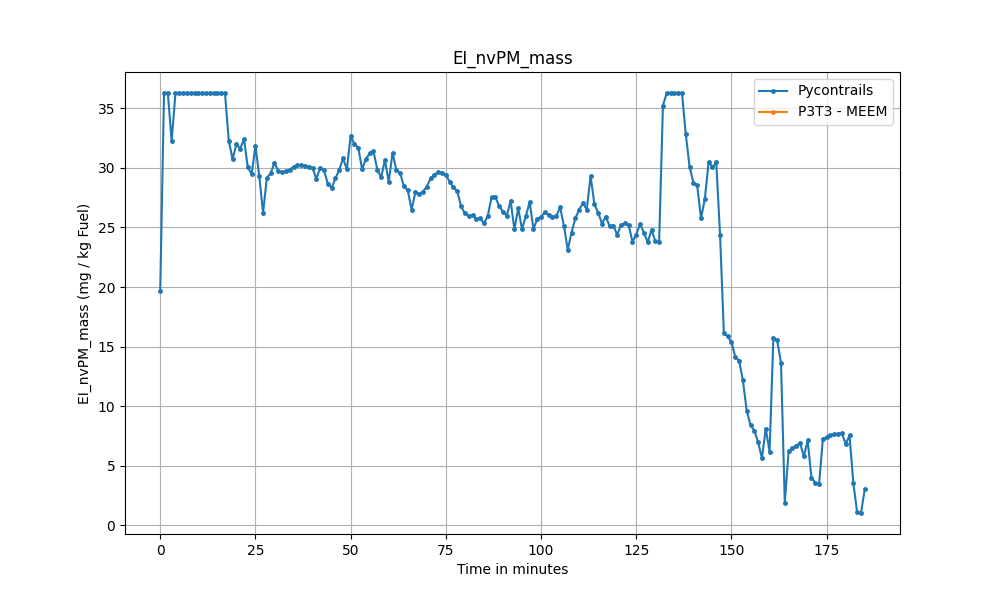 EI_nvPM_mass
Pycontrails
P3T3 - MEEM
EI_nvPM_mass (mg / kg Fuel)
35
30
25
20
15
10
5
0
0 25 50 75 100 125 150 175
Time in minutes